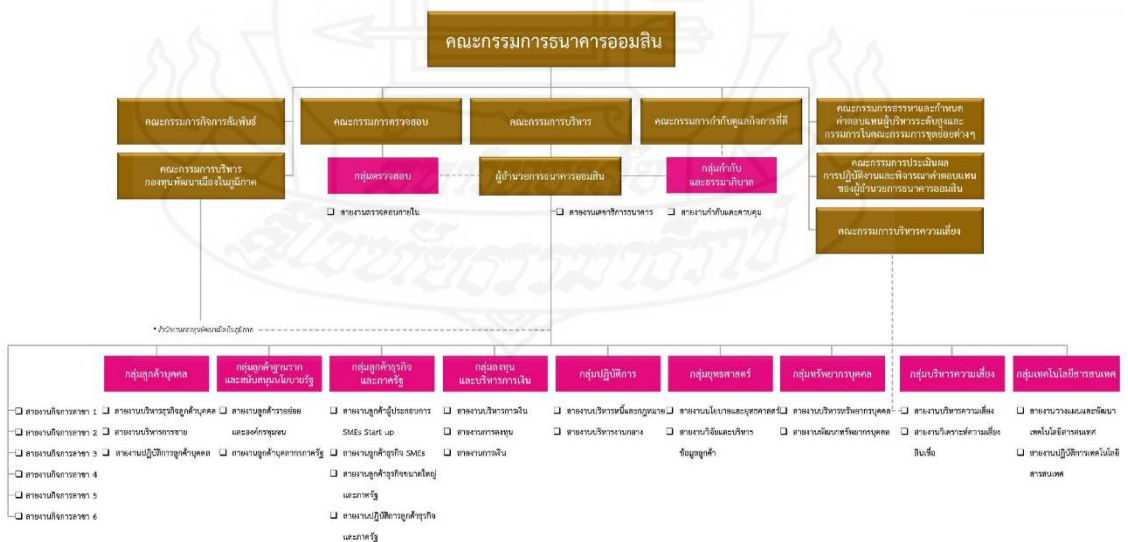 คณะกรรมการธนาคารออมสิน
คณะกรรมการกิจการสัมพันธ์
คณะกรรมการตรวจสอบ
คณะกรรมการบริหาร
คณะกรรมการกำกับดูแลกิจการที่ดี
คณะกรรมการสรรหาและกำหนด
ค่าตอบแทนผู้บริหารระดับสูงและ
กรรมการในคณะกรรมการชุดย่อยต่างๆ
คณะกรรมการบริหาร
กองทุนพัฒนาเมืองในภูมิภาค
กลุ่มตรวจสอบ
ผู้อำนวยการธนาคารออมสิน
กลุ่มกำกับ
และธรรมาภิบาล
คณะกรรมการประเมินผล
การปฏิบัติงานและพิจารณาค่าตอบแทน
ของผู้อำนวยการธนาคารออมสิน
❑ สายงานตรวจสอบภายใน
❑ สายงานเลขาธิการธนาคาร
❑ สายงานกำกับและควบคุม
คณะกรรมการบริหารความเสี่ยง
* สำนักงานกองทุนพัฒนาเมืองในภูมิภาค
กลุ่มลูกค้าบุคคล
กลุ่มลูกค้าฐานราก
และสนับสนุนนโยบายรัฐ
กลุ่มลูกค้าธุรกิจ
และภาครัฐ
กลุ่มลงทุน
และบริหารการเงิน
กลุ่มปฏิบัติการ
กลุ่มยุทธศาสตร์
กลุ่มทรัพยากรบุคคล
กลุ่มบริหารความเสี่ยง
กลุ่มเทคโนโลยีสารสนเทศ
❑ สายงานกิจการสาขา 1
❑ สายงานกิจการสาขา 2
❑ สายงานกิจการสาขา 3
❑ สายงานกิจการสาขา 4
❑ สายงานกิจการสาขา 5
❑ สายงานกิจการสาขา 6
❑ สายงานบริหารธุรกิจลูกค้าบุคคล
❑ สายงานบริหารการขาย
❑ สายงานปฏิบัติการลูกค้าบุคคล
❑ สายงานลูกค้ารายย่อย
และองค์กรชุมชน
❑ สายงานลูกค้าบุคลากรภาครัฐ
❑ สายงานลูกค้าผู้ประกอบการ
SMEs Start up
❑ สายงานลูกค้าธุรกิจ SMEs
❑ สายงานลูกค้าธุรกิจขนาดใหญ่
และภาครัฐ
❑ สายงานปฏิบัติการลูกค้าธุรกิจ
และภาครัฐ
❑ สายงานบริหารการเงิน
❑ สายงานการลงทุน
❑ สายงานการเงิน
❑ สายงานบริหารหนี้และกฎหมาย
❑ สายงานบริหารงานกลาง
❑ สายงานนโยบายและยุทธศาสตร์
❑ สายงานวิจัยและบริหาร
ข้อมูลลูกค้า
❑ สายงานบริหารทรัพยากรบุคคล
❑ สายงานพัฒนาทรัพยากรบุคคล
❑ สายงานบริหารความเสี่ยง
❑ สายงานวิเคราะห์ความเสี่ยง
สินเชื่อ
❑ สายงานวางแผนและพัฒนา
เทคโนโลยีสารสนเทศ
❑ สายงานปฏิบัติการเทคโนโลยี
สารสนเทศ